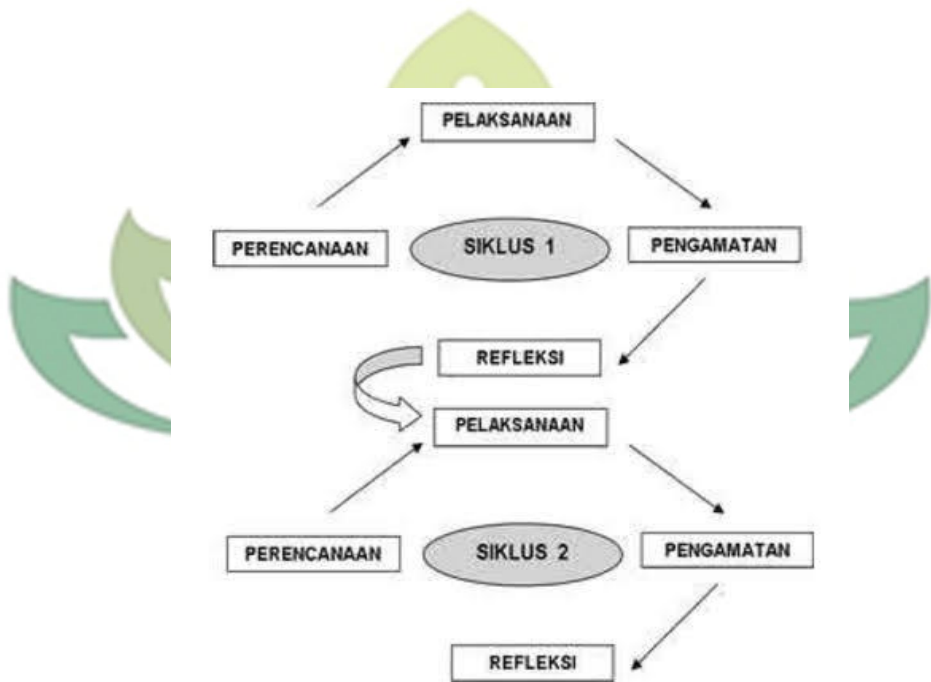 PELAKSANAAN
PERENCANAAN
SIKLUS 1
PENGAMATAN
REFLEKSI
PELAKSANAAN
PERENCANAAN
SIKLUS 2
PENGAMATAN
REFLEKSI